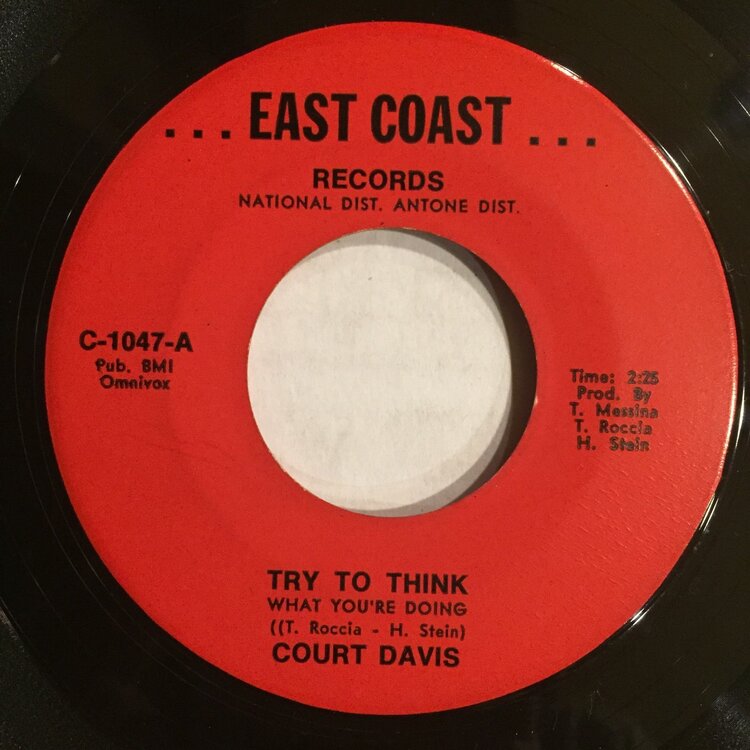 ... EAST COAST ...
RECORDS
NATIONAL DIST. ANTONE DIST.
C-1047-A
Pub. BMI
Omnivox
Time: 2:25
Prod. By
T. Messina
T. Roccia
H. Stein
TRY TO THINK
WHAT YOU'RE DOING
((T. Roccia - H. Stein)
COURT DAVIS